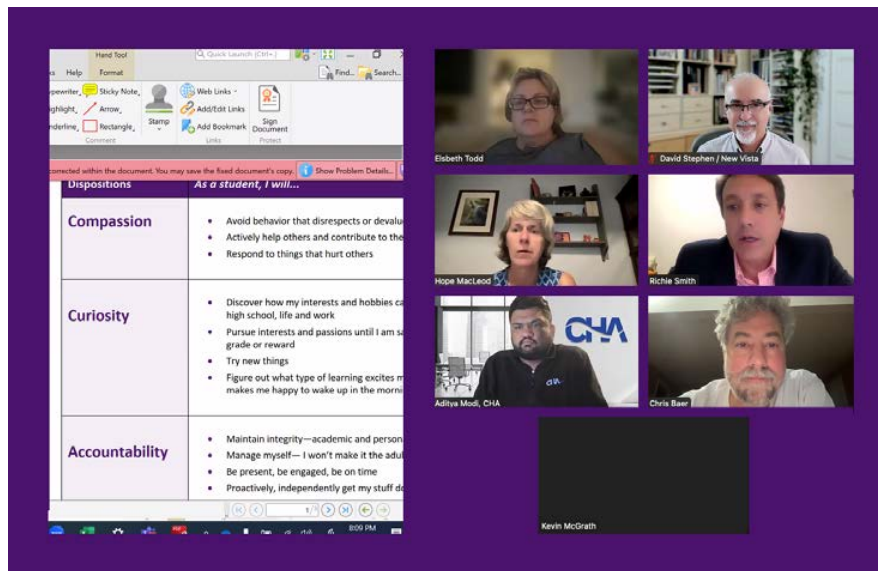 Hand Tool
Quick Launch (Ctrl+.)
Help Format
Find...
Search...
ypewriter
Sticky Note
Web Links
ighlight
Arrow
Add/Edit Links
nderline
Rectangle
Stamp
Add Bookmark
Sign
Document
Comment
Links
Protect
orrected within the document. You may save the fixed document's copy.
Show Problem Details...
Dispositions
As a student, I will...
Compassion
Avoid behavior that disrespects or devalu
Actively help others and contribute to the
Respond to things that hurt others
Curiosity
Discover how my interests and hobbies ca
high school, life and work
Pursue interests and passions until I am sa
grade or reward
Try new things
Figure out what type of learning excites m
makes me happy to wake up in the morni
Accountability
Maintain integrity—academic and person
Manage myself— I won't make it the adul
Be present, be engaged, be on time
Proactively, independently get my stuff d
8:09 PM
Elsbeth Todd
David Stephen / New Vista
Hope MacLeod
Richie Smith
CHA
Aditya Modi, CHA
Chris Baer
Kevin McGrath